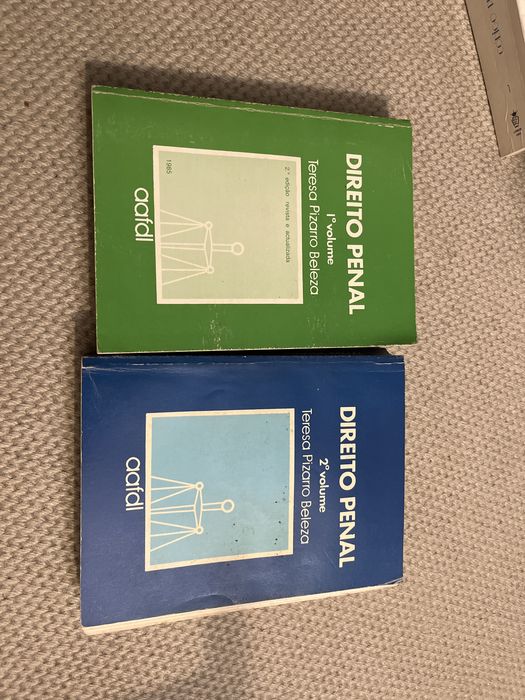 DIREITO PENAL
1º volume
Teresa Pizarro Beleza
2.ª edição revista e actualizada
1985
aafdl
DIREITO PENAL
2º volume
Teresa Pizarro Beleza
aafdl